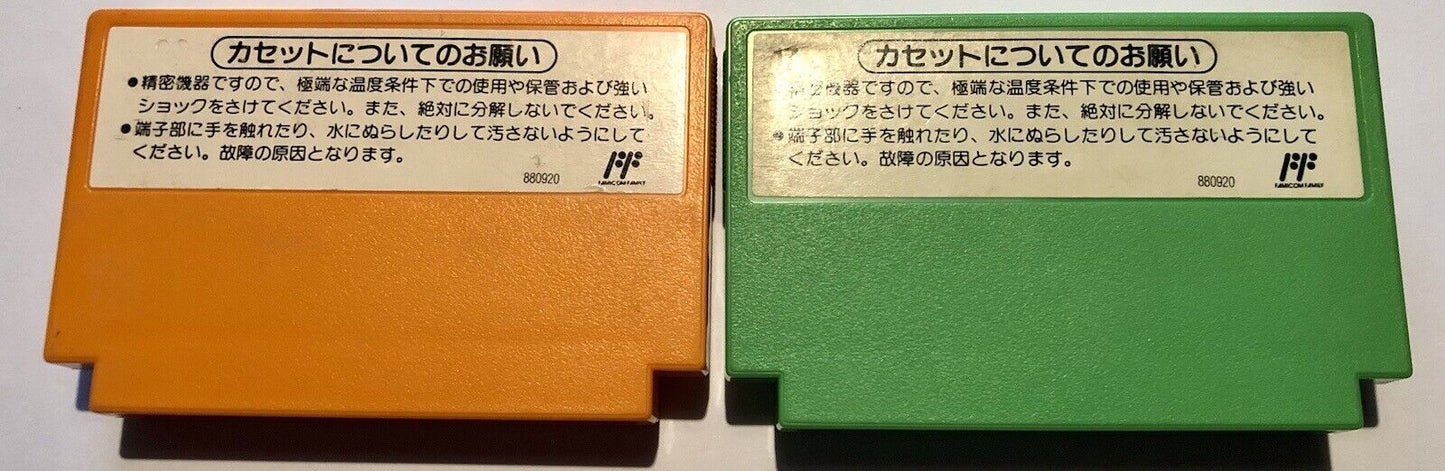 カセットについてのお願い
●精密機器ですので、極端な温度条件下での使用や保管および強い
ショックをさけてください。また、絶対に分解しないでください。
●端子部に手を触れたり、水にぬらしたりして汚さないようにして
ください。故障の原因となります。
880920
FAMICOM FAMILY
カセットについてのお願い
●精密機器ですので、極端な温度条件下での使用や保管および強い
ショックをさけてください。また、絶対に分解しないでください。
●端子部に手を触れたり、水にぬらしたりして汚さないようにして
ください。故障の原因となります。
880920
FAMICOM FAMILY